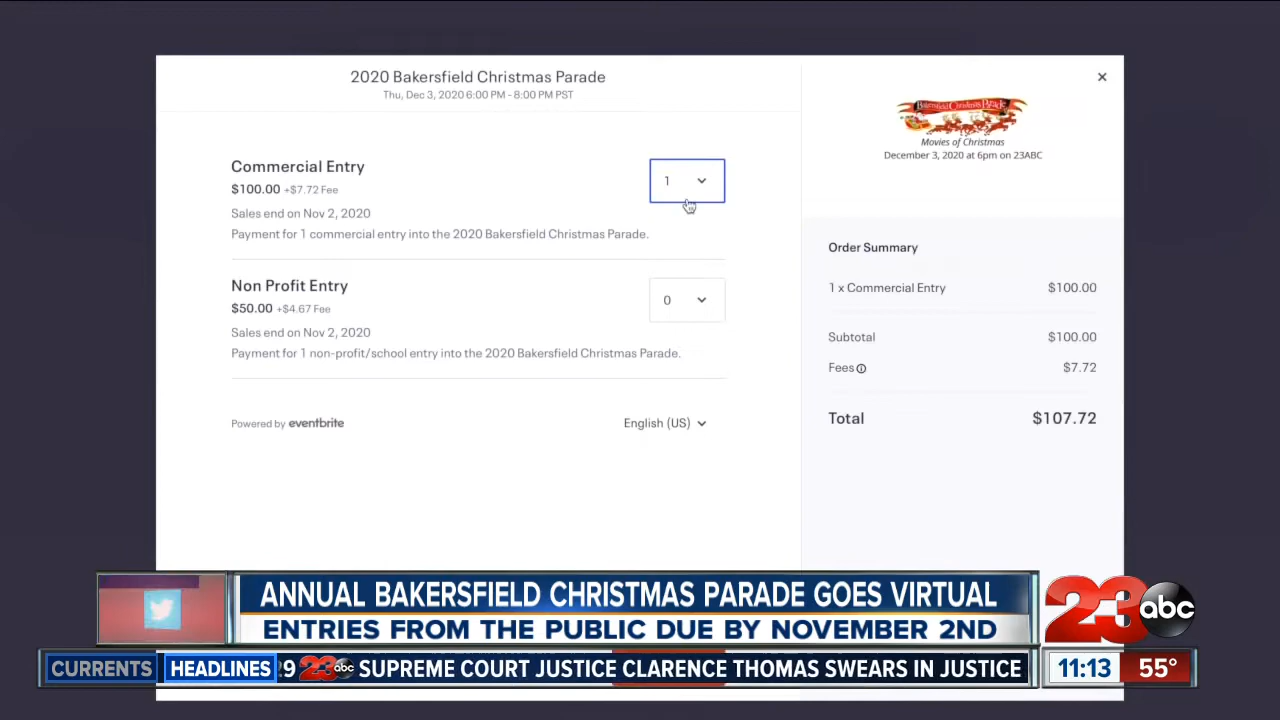 2020 Bakersfield Christmas Parade
Thu, Dec 3, 2020 6:00 PM - 8:00 PM PST
Commercial Entry
$100.00 +$7.72 Fee
Sales end on Nov 2, 2020
Payment for 1 commercial entry into the 2020 Bakersfield Christmas Parade.
1
Non Profit Entry
$50.00 +$4.67 Fee
Sales end on Nov 2, 2020
Payment for 1 non-profit/school entry into the 2020 Bakersfield Christmas Parade.
0
Powered by eventbrite
English (US)
Bakersfield Christmas Parade
Movies of Christmas
December 3, 2020 at 6pm on 23ABC
Order Summary
1 x Commercial Entry $100.00
Subtotal $100.00
Fees $7.72
Total $107.72
ANNUAL BAKERSFIELD CHRISTMAS PARADE GOES VIRTUAL
ENTRIES FROM THE PUBLIC DUE BY NOVEMBER 2ND
23 abc
CURRENTS HEADLINES 29 23 abc SUPREME COURT JUSTICE CLARENCE THOMAS SWEARS IN JUSTICE
11:13 55°